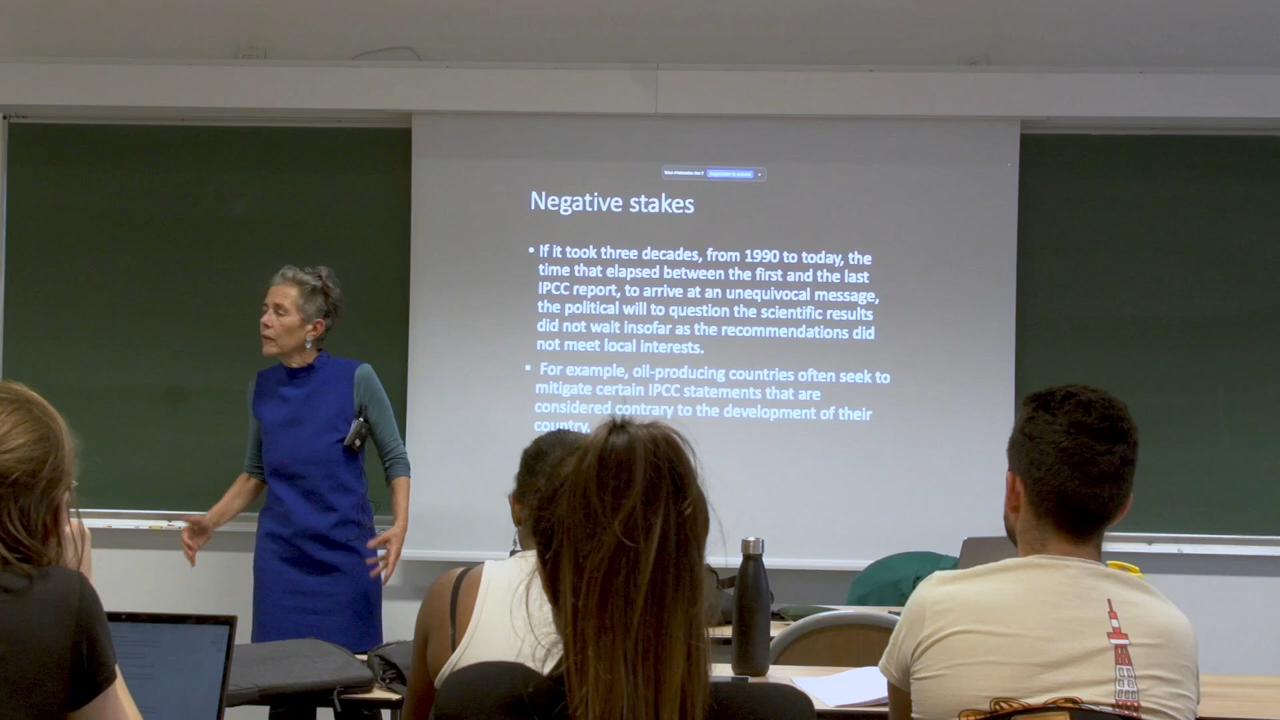 Negative stakes
• If it took three decades, from 1990 to today, the
time that elapsed between the first and the last
IPCC report, to arrive at an unequivocal message,
the political will to question the scientific results
did not wait insofar as the recommendations did
not meet local interests.
• For example, oil-producing countries often seek to
mitigate certain IPCC statements that are
considered contrary to the development of their
country.